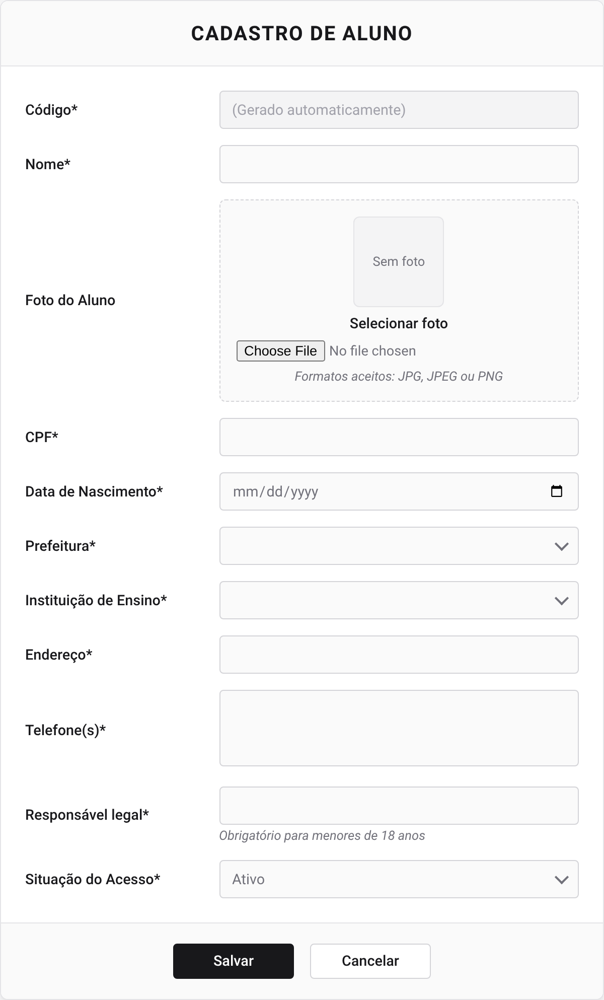 CADASTRO DE ALUNO
Código*
(Gerado automaticamente)
Nome*
Foto do Aluno
Sem foto
Selecionar foto
Choose File No file chosen
Formatos aceitos: JPG, JPEG ou PNG
CPF*
Data de Nascimento*
mm/dd/yyyy
Prefeitura*
Instituição de Ensino*
Endereço*
Telefone(s)*
Responsável legal*
Obrigatório para menores de 18 anos
Situação do Acesso*
Ativo
Salvar
Cancelar